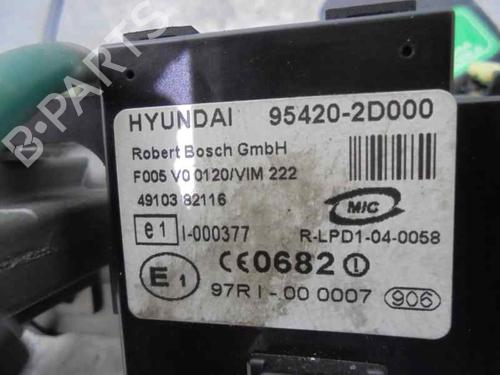 HYUNDAI 95420-2D000
Robert Bosch GmbH
F005 V0 0120/VIM 222
49103 82116
MIC
e1 I-000377 R-LPD1-04-0058
E1 CE0682
97R I-00 0007 906
B-PARTS